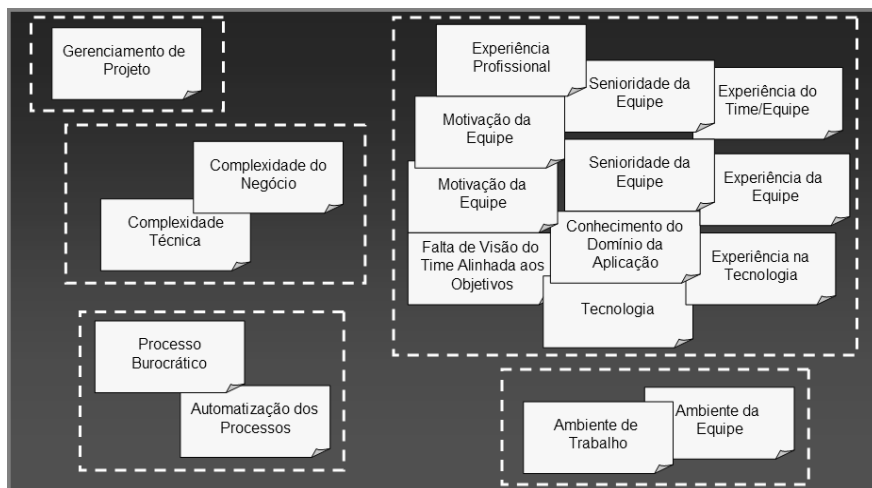 Gerenciamento de
Projeto
Complexidade do
Negócio
Complexidade
Técnica
Processo
Burocrático
Automatização dos
Processos
Experiência
Profissional
Senioridade da
Equipe
Experiência do
Time/Equipe
Motivação da
Equipe
Senioridade da
Equipe
Experiência da
Equipe
Motivação da
Equipe
Conhecimento do
Domínio da
Aplicação
Falta de Visão do
Time Alinhada aos
Objetivos
Experiência na
Tecnologia
Tecnologia
Ambiente de
Trabalho
Ambiente da
Equipe